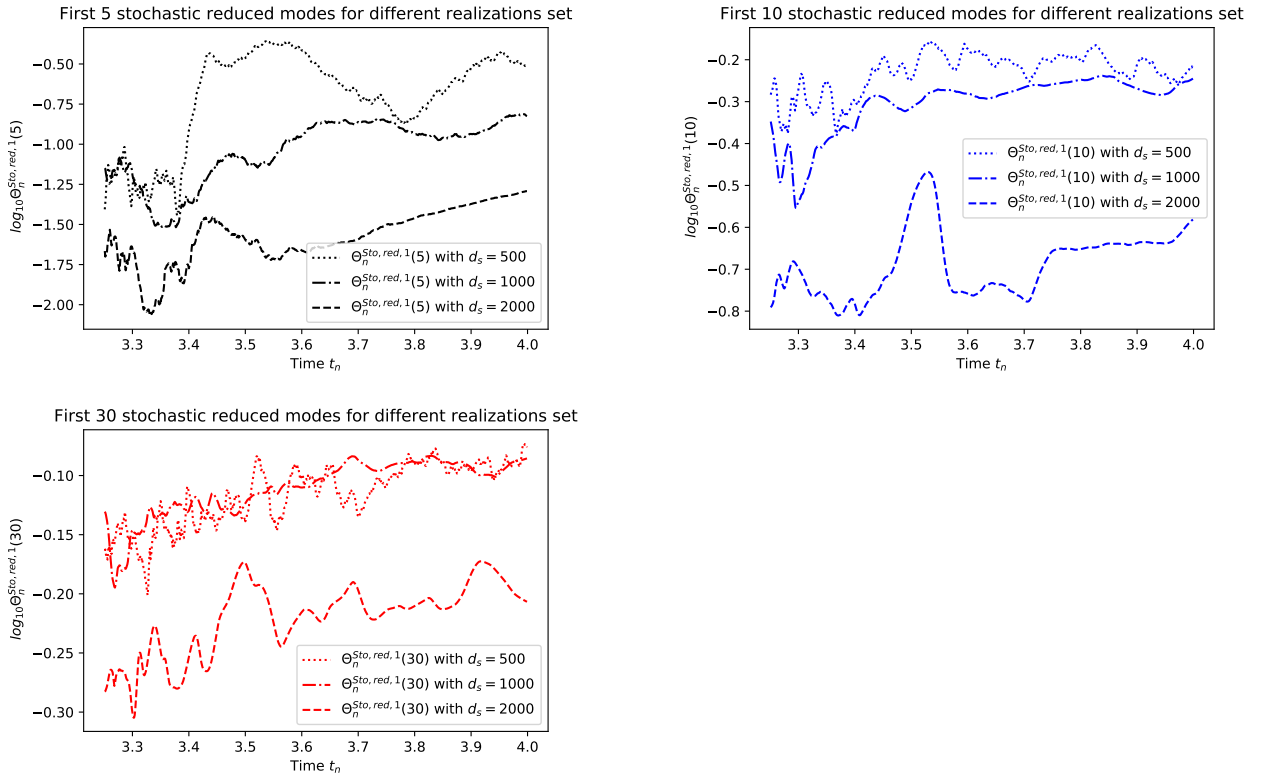 First 5 stochastic reduced modes for different realizations set
log₁₀Θₙ^{Sto,red,1}(5)
−0.50
−0.75
−1.00
−1.25
−1.50
−1.75
−2.00
Θₙ^{Sto,red,1}(5) with dₛ = 500
Θₙ^{Sto,red,1}(5) with dₛ = 1000
Θₙ^{Sto,red,1}(5) with dₛ = 2000
3.3 3.4 3.5 3.6 3.7 3.8 3.9 4.0
Time tₙ
First 10 stochastic reduced modes for different realizations set
log₁₀Θₙ^{Sto,red,1}(10)
−0.2
−0.3
−0.4
−0.5
−0.6
−0.7
−0.8
Θₙ^{Sto,red,1}(10) with dₛ = 500
Θₙ^{Sto,red,1}(10) with dₛ = 1000
Θₙ^{Sto,red,1}(10) with dₛ = 2000
3.3 3.4 3.5 3.6 3.7 3.8 3.9 4.0
Time tₙ
First 30 stochastic reduced modes for different realizations set
log₁₀Θₙ^{Sto,red,1}(30)
−0.10
−0.15
−0.20
−0.25
−0.30
Θₙ^{Sto,red,1}(30) with dₛ = 500
Θₙ^{Sto,red,1}(30) with dₛ = 1000
Θₙ^{Sto,red,1}(30) with dₛ = 2000
3.3 3.4 3.5 3.6 3.7 3.8 3.9 4.0
Time tₙ